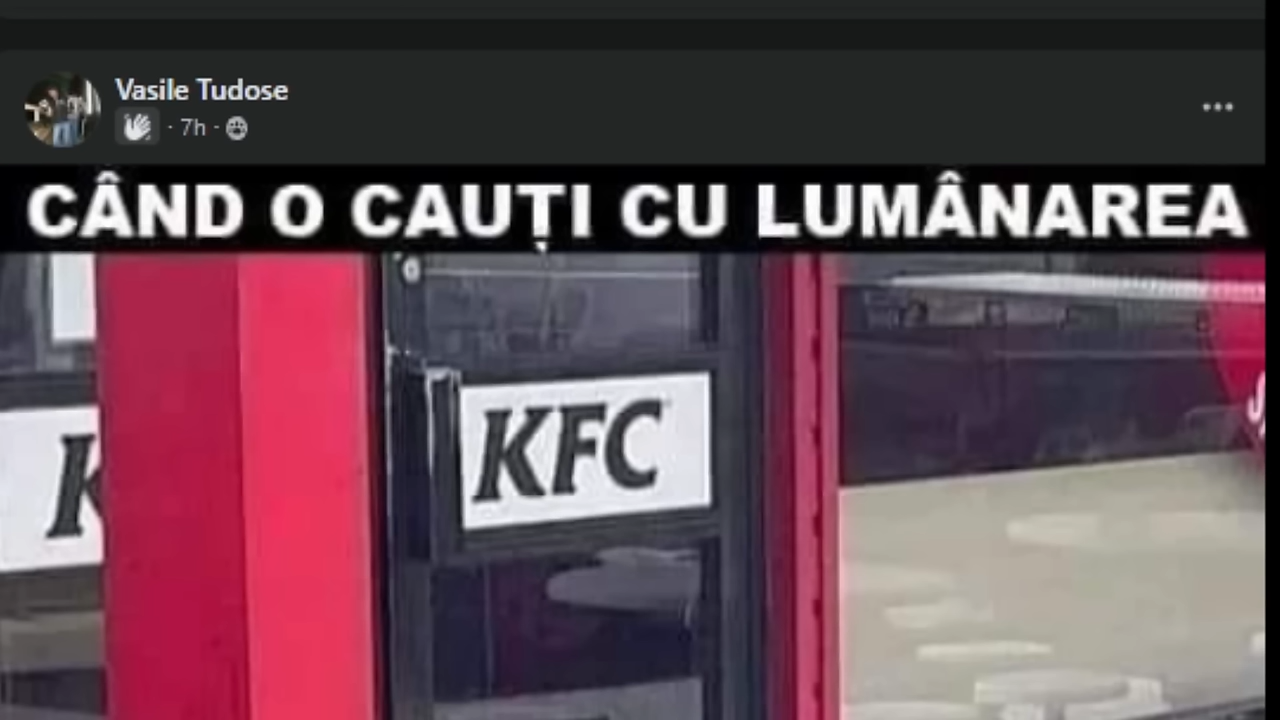 Vasile Tudose
· 7h ·
CÂND O CAUȚI CU LUMÂNAREA
KFC
K